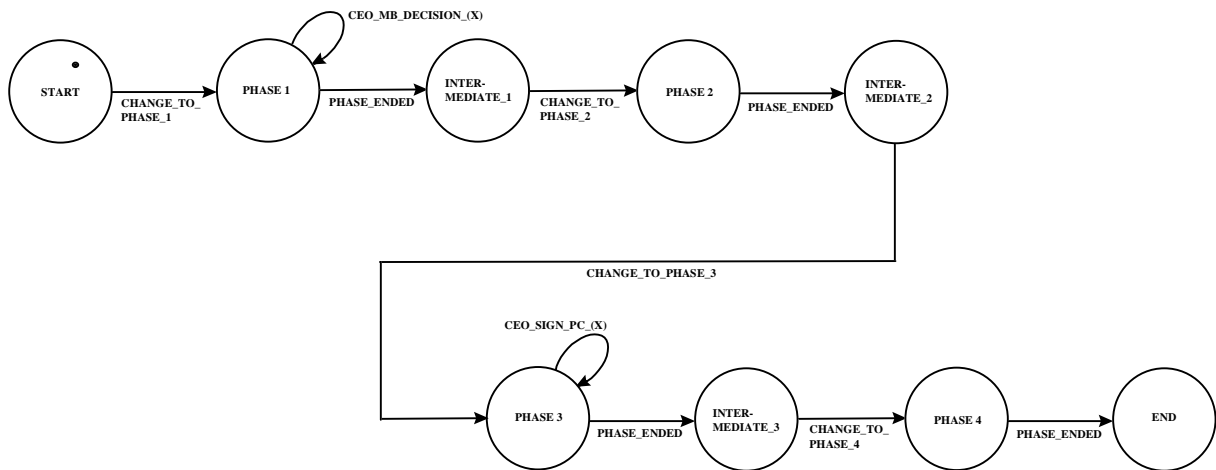 CEO_MB_DECISION_(X)
START
CHANGE_TO_
PHASE_1
PHASE 1
PHASE_ENDED
INTER-
MEDIATE_1
CHANGE_TO_
PHASE_2
PHASE 2
PHASE_ENDED
INTER-
MEDIATE_2
CHANGE_TO_PHASE_3
CEO_SIGN_PC_(X)
PHASE 3
PHASE_ENDED
INTER-
MEDIATE_3
CHANGE_TO_
PHASE_4
PHASE 4
PHASE_ENDED
END